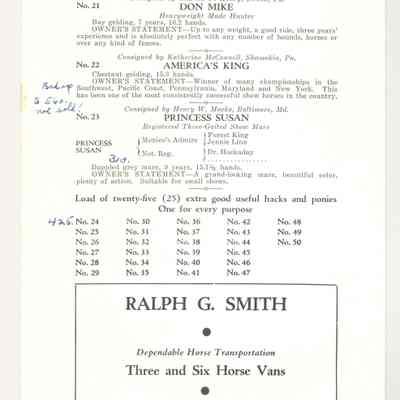 No. 21 DON MIKE
Heavyweight Made Hunter
Bay gelding, 7 years, 16.2 hands.
OWNER'S STATEMENT—Up to any weight, a good ride, three years'
experience and is absolutely perfect with any number of hounds, horses or
over any kind of fences.
Consigned by Katherine McConnell, Pa.
No. 22 AMERICA'S KING
Chestnut gelding, 15.3 hands.
OWNER'S STATEMENT—Winner of many championships in the
Southwest, Pacific Coast, Pennsylvania, Maryland and New York. This
has been one of the most consistently successful show horses in the country.
not sold!
Consigned by Henry W. Meeks, Baltimore, Md.
No. 23 PRINCESS SUSAN
Registered Three-Gaited Show Mare
PRINCESS SUSAN
Mexico's Admire
Forest King
Jennie Linn
Not. Reg.
Dr. Hockaday
Dappled grey mare, 9 years, 15.1½ hands.
OWNER'S STATEMENT—A grand-looking mare, beautiful color,
plenty of action. Suitable for small shows.
Load of twenty-five (25) extra good useful hacks and ponies
One for every purpose
425. No. 24 No. 30 No. 36 No. 42 No. 48
No. 25 No. 31 No. 37 No. 43 No. 49
No. 26 No. 32 No. 38 No. 44 No. 50
No. 27 No. 33 No. 39 No. 45
No. 28 No. 34 No. 40 No. 46
No. 29 No. 35 No. 41 No. 47
RALPH G. SMITH
Dependable Horse Transportation
Three and Six Horse Vans